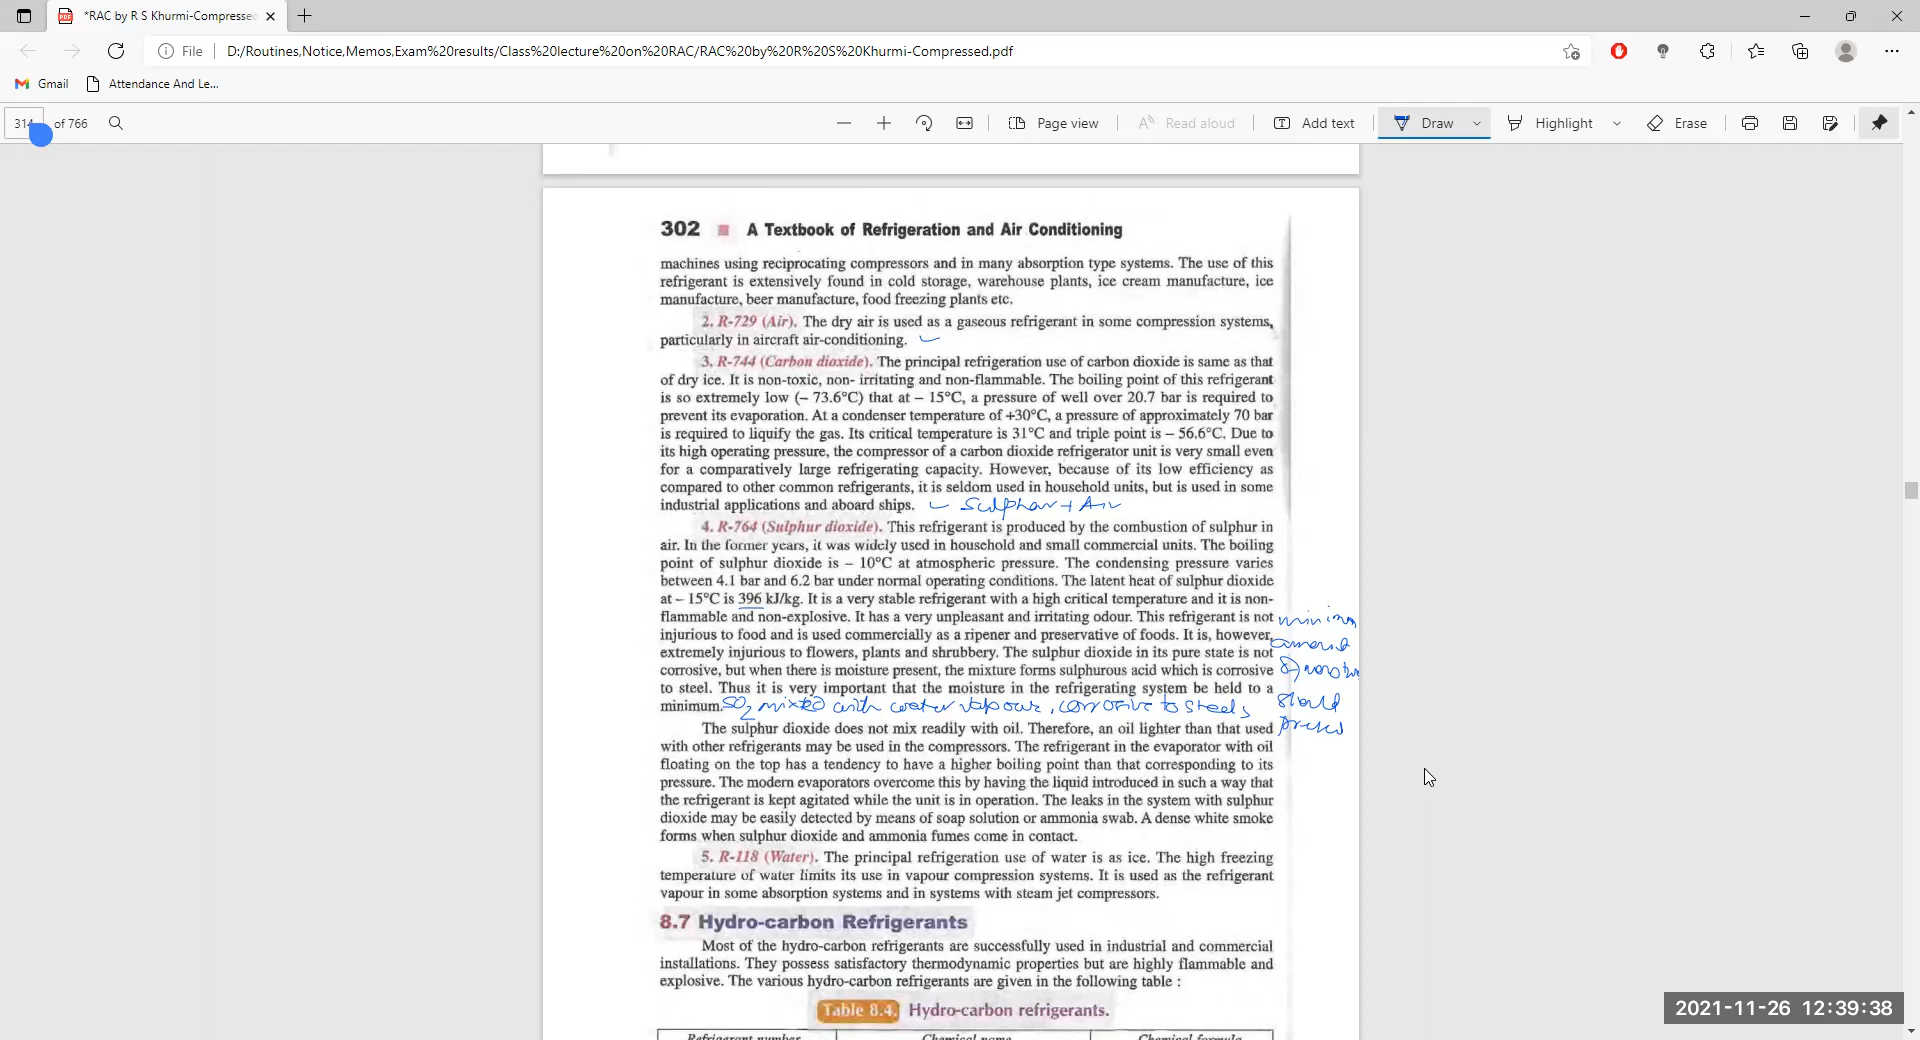 *RAC by R S Khurmi-Compressed
File D:/Routines,Notice,Memos,Exam%20results/Class%20lecture%20on%20RAC/RAC%20by%20R%20S%20Khurmi-Compressed.pdf
Gmail Attendance And Le...
314 of 766 Page view Read aloud Add text Draw Highlight Erase
302 A Textbook of Refrigeration and Air Conditioning
machines using reciprocating compressors and in many absorption type systems. The use of this
refrigerant is extensively found in cold storage, warehouse plants, ice cream manufacture, ice
manufacture, beer manufacture, food freezing plants etc.
2. R-729 (Air). The dry air is used as a gaseous refrigerant in some compression systems,
particularly in aircraft air-conditioning.
3. R-744 (Carbon dioxide). The principal refrigeration use of carbon dioxide is same as that
of dry ice. It is non-toxic, non- irritating and non-flammable. The boiling point of this refrigerant
is so extremely low (– 73.6°C) that at – 15°C, a pressure of well over 20.7 bar is required to
prevent its evaporation. At a condenser temperature of +30°C, a pressure of approximately 70 bar
is required to liquify the gas. Its critical temperature is 31°C and triple point is – 56.6°C. Due to
its high operating pressure, the compressor of a carbon dioxide refrigerator unit is very small even
for a comparatively large refrigerating capacity. However, because of its low efficiency as
compared to other common refrigerants, it is seldom used in household units, but is used in some
industrial applications and aboard ships. Sulphar + Air
4. R-764 (Sulphur dioxide). This refrigerant is produced by the combustion of sulphur in
air. In the former years, it was widely used in household and small commercial units. The boiling
point of sulphur dioxide is – 10°C at atmospheric pressure. The condensing pressure varies
between 4.1 bar and 6.2 bar under normal operating conditions. The latent heat of sulphur dioxide
at – 15°C is 396 kJ/kg. It is a very stable refrigerant with a high critical temperature and it is non-
flammable and non-explosive. It has a very unpleasant and irritating odour. This refrigerant is not
injurious to food and is used commercially as a ripener and preservative of foods. It is, however,
extremely injurious to flowers, plants and shrubbery. The sulphur dioxide in its pure state is not
corrosive, but when there is moisture present, the mixture forms sulphurous acid which is corrosive
to steel. Thus it is very important that the moisture in the refrigerating system be held to a
minimum. SO2 mixed with water vapour, corrosive to steels should
The sulphur dioxide does not mix readily with oil. Therefore, an oil lighter than that used
with other refrigerants may be used in the compressors. The refrigerant in the evaporator with oil
floating on the top has a tendency to have a higher boiling point than that corresponding to its
pressure. The modern evaporators overcome this by having the liquid introduced in such a way that
the refrigerant is kept agitated while the unit is in operation. The leaks in the system with sulphur
dioxide may be easily detected by means of soap solution or ammonia swab. A dense white smoke
forms when sulphur dioxide and ammonia fumes come in contact.
5. R-118 (Water). The principal refrigeration use of water is as ice. The high freezing
temperature of water limits its use in vapour compression systems. It is used as the refrigerant
vapour in some absorption systems and in systems with steam jet compressors.
8.7 Hydro-carbon Refrigerants
Most of the hydro-carbon refrigerants are successfully used in industrial and commercial
installations. They possess satisfactory thermodynamic properties but are highly flammable and
explosive. The various hydro-carbon refrigerants are given in the following table :
Table 8.4. Hydro-carbon refrigerants.
Refrigerant number Chemical name Chemical formula
2021-11-26 12:39:38